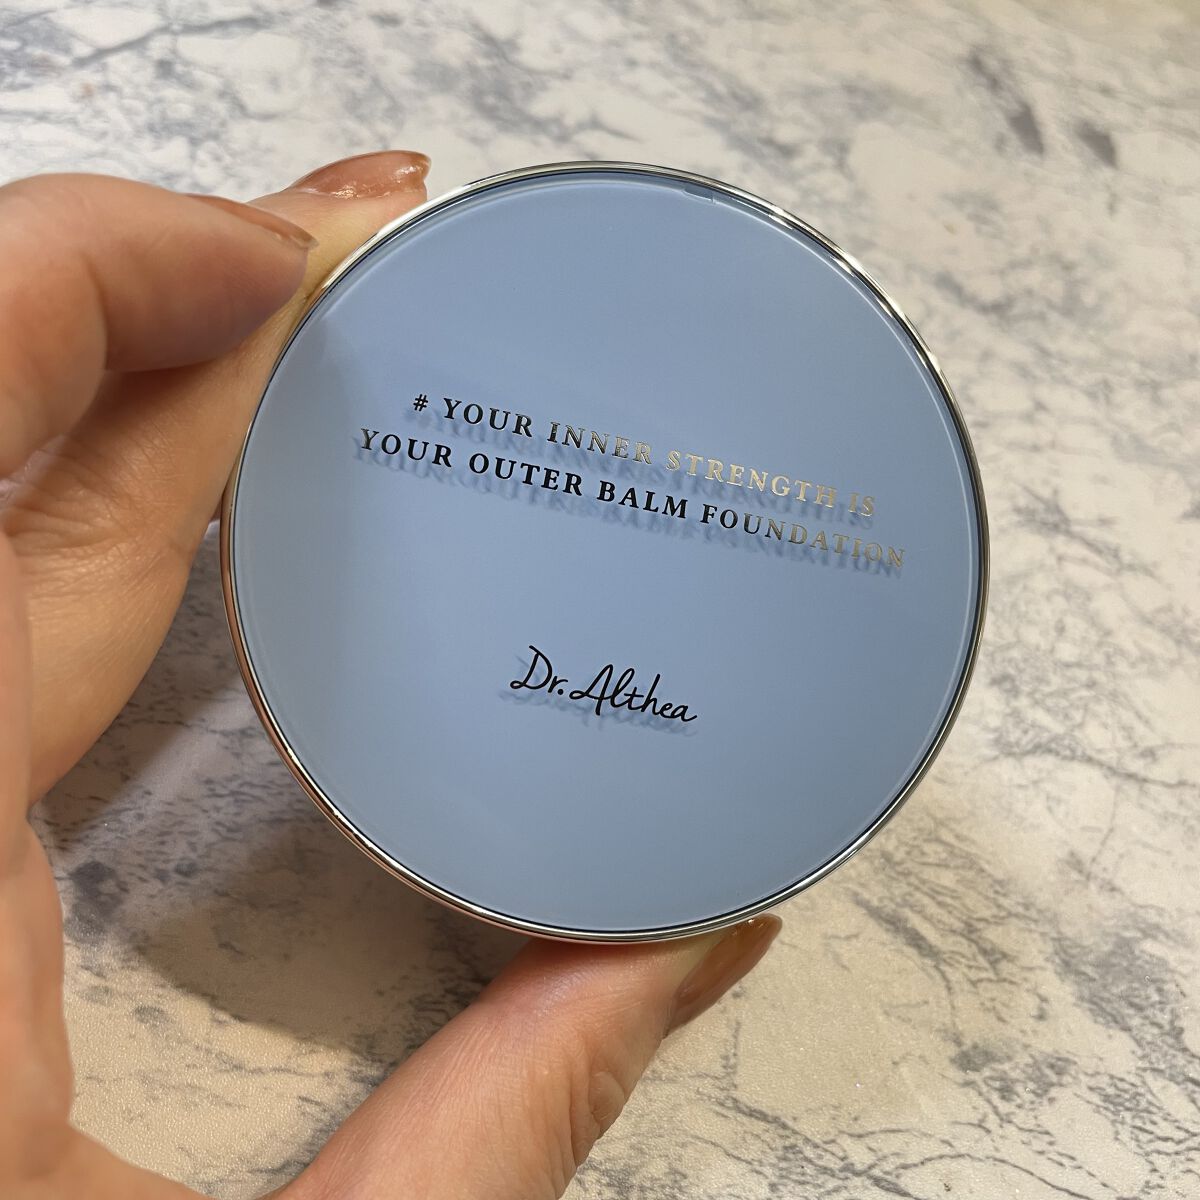 # YOUR INNER STRENGTH IS
YOUR OUTER BALM FOUNDATION
Dr.Althea